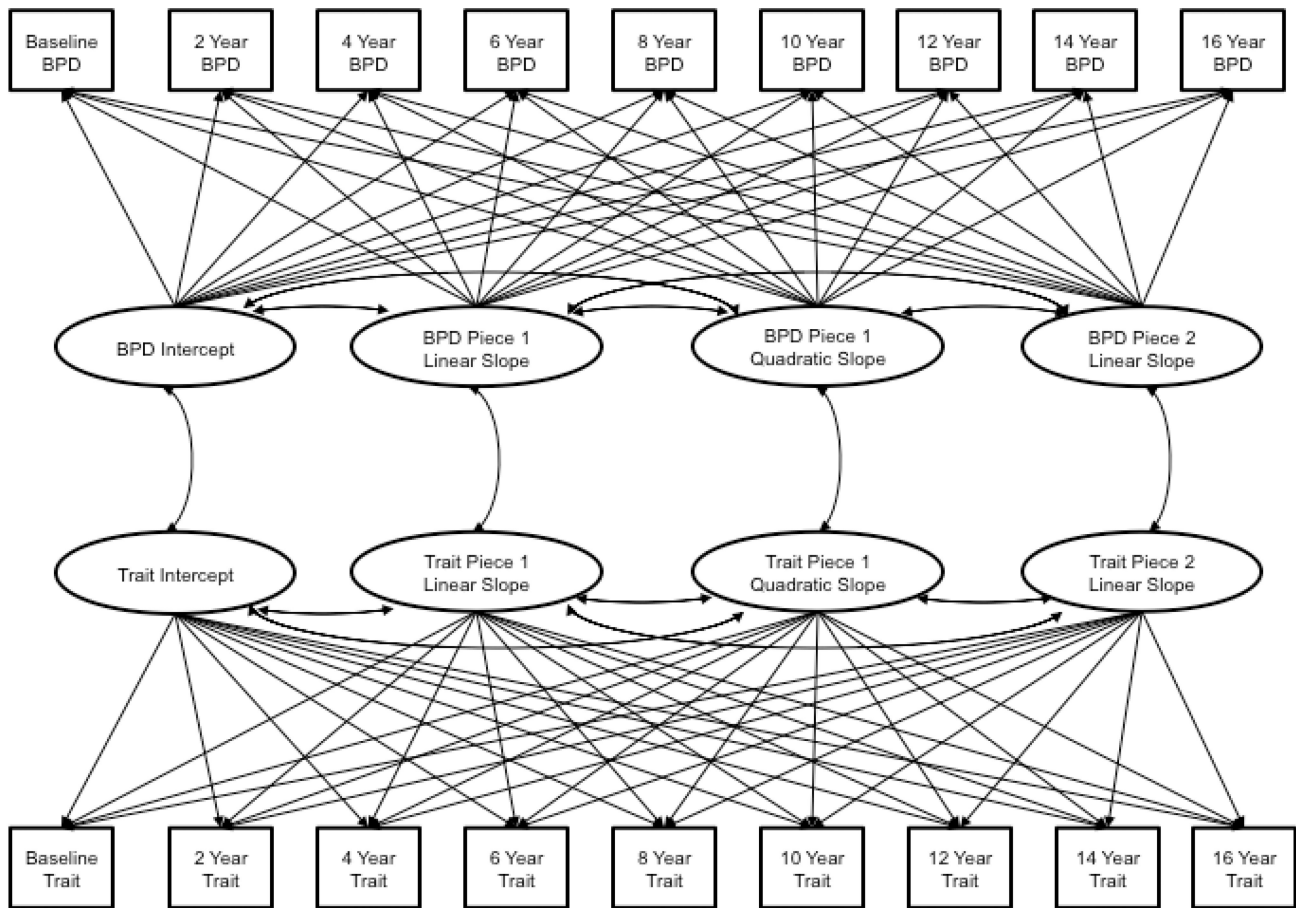 Baseline
BPD
2 Year
BPD
4 Year
BPD
6 Year
BPD
8 Year
BPD
10 Year
BPD
12 Year
BPD
14 Year
BPD
16 Year
BPD
BPD Intercept
BPD Piece 1
Linear Slope
BPD Piece 1
Quadratic Slope
BPD Piece 2
Linear Slope
Trait Intercept
Trait Piece 1
Linear Slope
Trait Piece 1
Quadratic Slope
Trait Piece 2
Linear Slope
Baseline
Trait
2 Year
Trait
4 Year
Trait
6 Year
Trait
8 Year
Trait
10 Year
Trait
12 Year
Trait
14 Year
Trait
16 Year
Trait